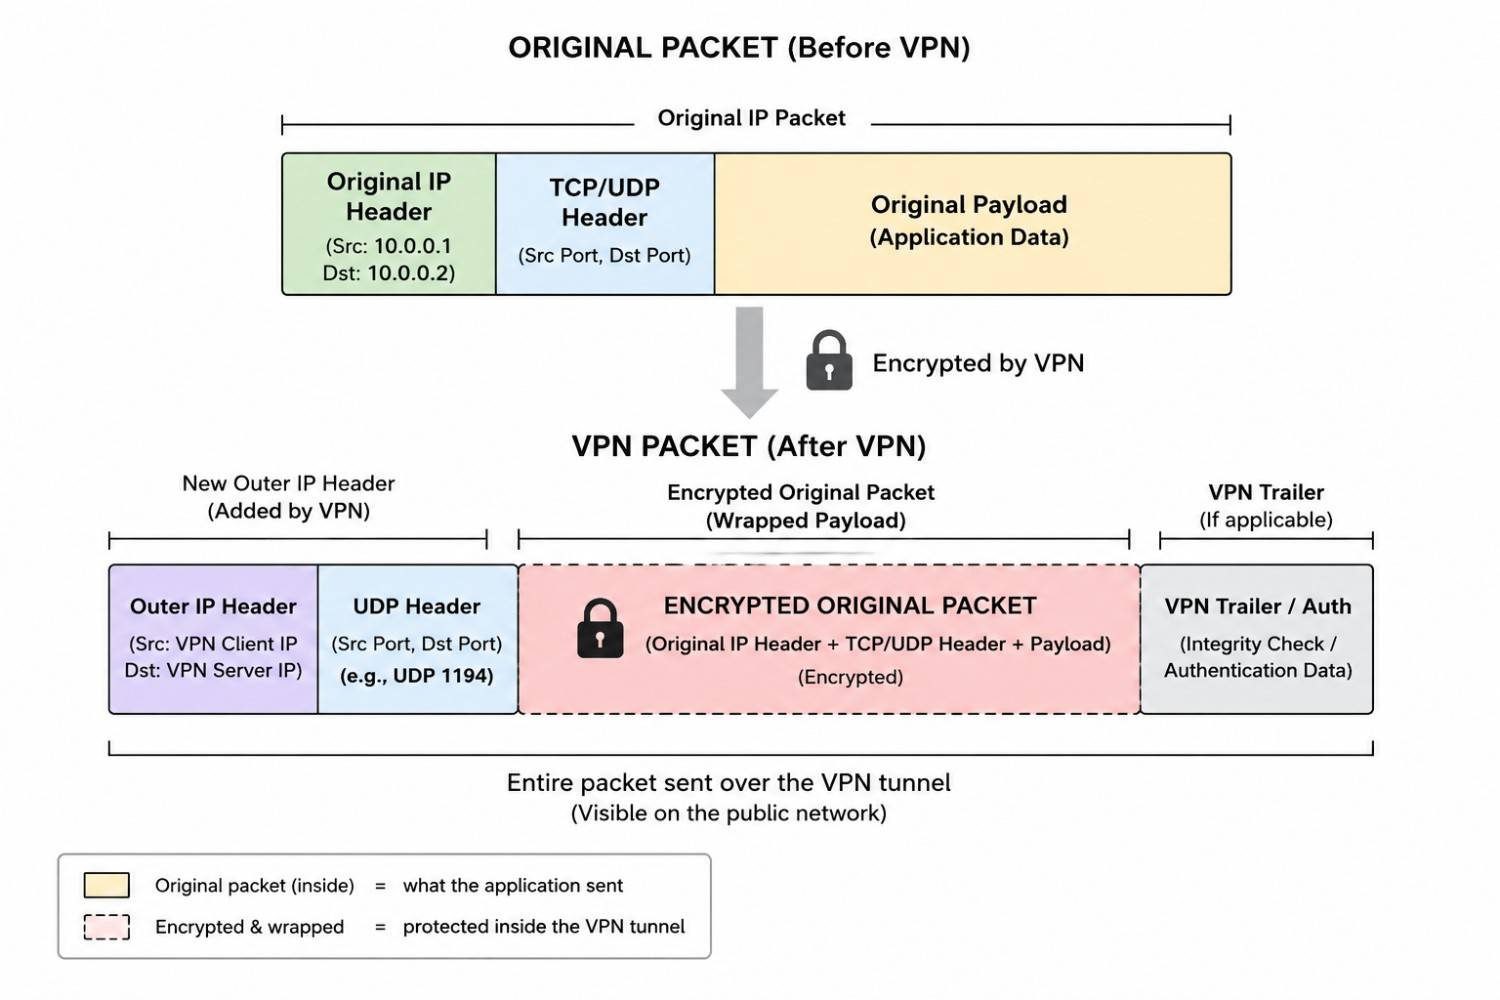 ORIGINAL PACKET (Before VPN)
Original IP Packet
Original IP
Header
(Src: 10.0.0.1
Dst: 10.0.0.2)
TCP/UDP
Header
(Src Port, Dst Port)
Original Payload
(Application Data)
Encrypted by VPN
VPN PACKET (After VPN)
New Outer IP Header
(Added by VPN)
Encrypted Original Packet
(Wrapped Payload)
VPN Trailer
(If applicable)
Outer IP Header
(Src: VPN Client IP
Dst: VPN Server IP)
UDP Header
(Src Port, Dst Port)
(e.g., UDP 1194)
ENCRYPTED ORIGINAL PACKET
(Original IP Header + TCP/UDP Header + Payload)
(Encrypted)
VPN Trailer / Auth
(Integrity Check /
Authentication Data)
Entire packet sent over the VPN tunnel
(Visible on the public network)
Original packet (inside) = what the application sent
Encrypted & wrapped = protected inside the VPN tunnel